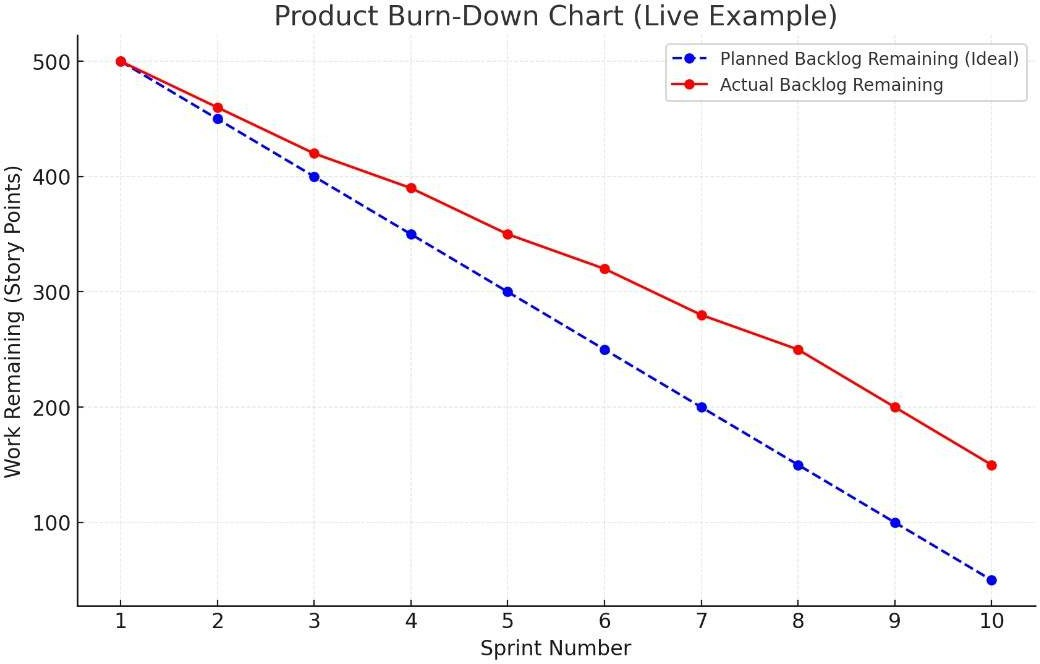 Product Burn-Down Chart (Live Example)
Planned Backlog Remaining (Ideal)
Actual Backlog Remaining
Work Remaining (Story Points)
500
400
300
200
100
1 2 3 4 5 6 7 8 9 10
Sprint Number